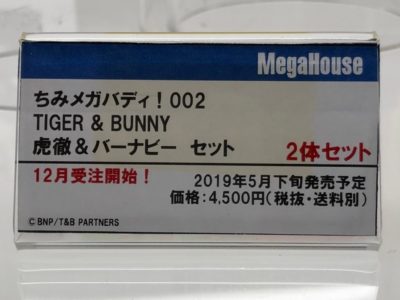 MegaHouse
ちみメガバディ！002
TIGER & BUNNY
虎徹＆バーナビー セット 2体セット
12月受注開始！ 2019年5月下旬発売予定
価格：4,500円（税抜・送料別）
©BNP/T&B PARTNERS